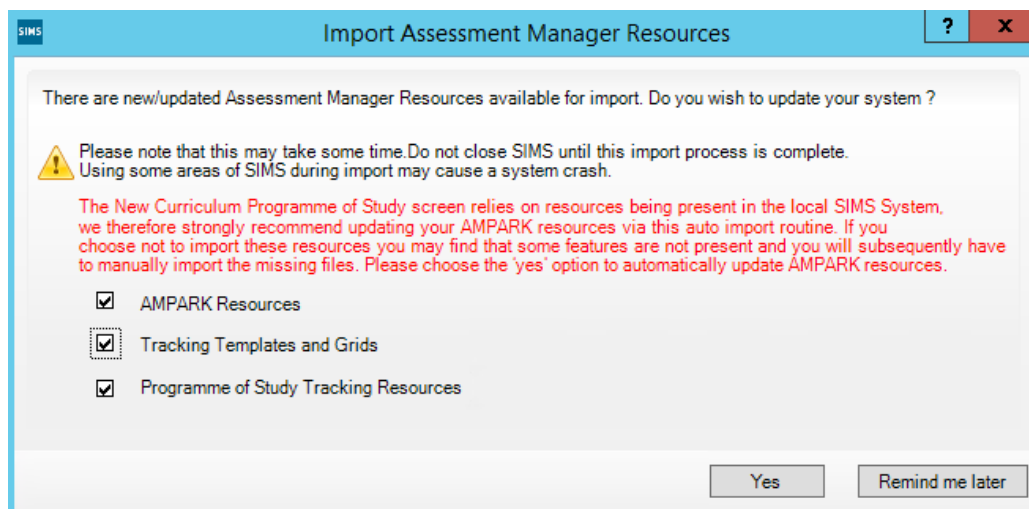 SIMS
Import Assessment Manager Resources
? x
There are new/updated Assessment Manager Resources available for import. Do you wish to update your system ?
Please note that this may take some time.Do not close SIMS until this import process is complete.
Using some areas of SIMS during import may cause a system crash.
The New Curriculum Programme of Study screen relies on resources being present in the local SIMS System,
we therefore strongly recommend updating your AMPARK resources via this auto import routine. If you
choose not to import these resources you may find that some features are not present and you will subsequently have
to manually import the missing files. Please choose the 'yes' option to automatically update AMPARK resources.
AMPARK Resources
Tracking Templates and Grids
Programme of Study Tracking Resources
Yes
Remind me later